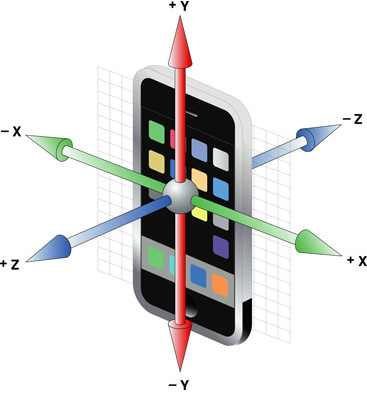 + Y
– X
– Z
+ Z
+ X
– Y